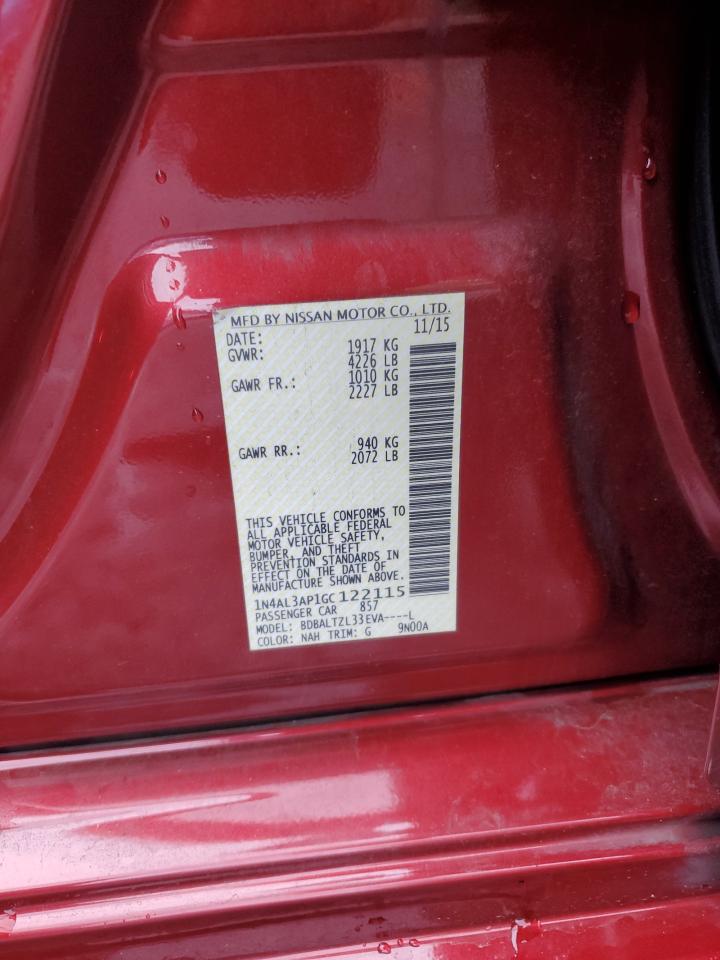 MFD BY NISSAN MOTOR CO., LTD.
DATE: 11/15
GVWR: 1917 KG
4226 LB
GAWR FR.: 1010 KG
2227 LB
GAWR RR.: 940 KG
2072 LB
THIS VEHICLE CONFORMS TO
ALL APPLICABLE FEDERAL
MOTOR VEHICLE SAFETY,
BUMPER, AND THEFT
PREVENTION STANDARDS IN
EFFECT ON THE DATE OF
MANUFACTURE SHOWN ABOVE.
1N4AL3AP1GC122115
PASSENGER CAR 857
MODEL: BDBALTZL33EVA----L
COLOR: NAH TRIM: G 9N00A